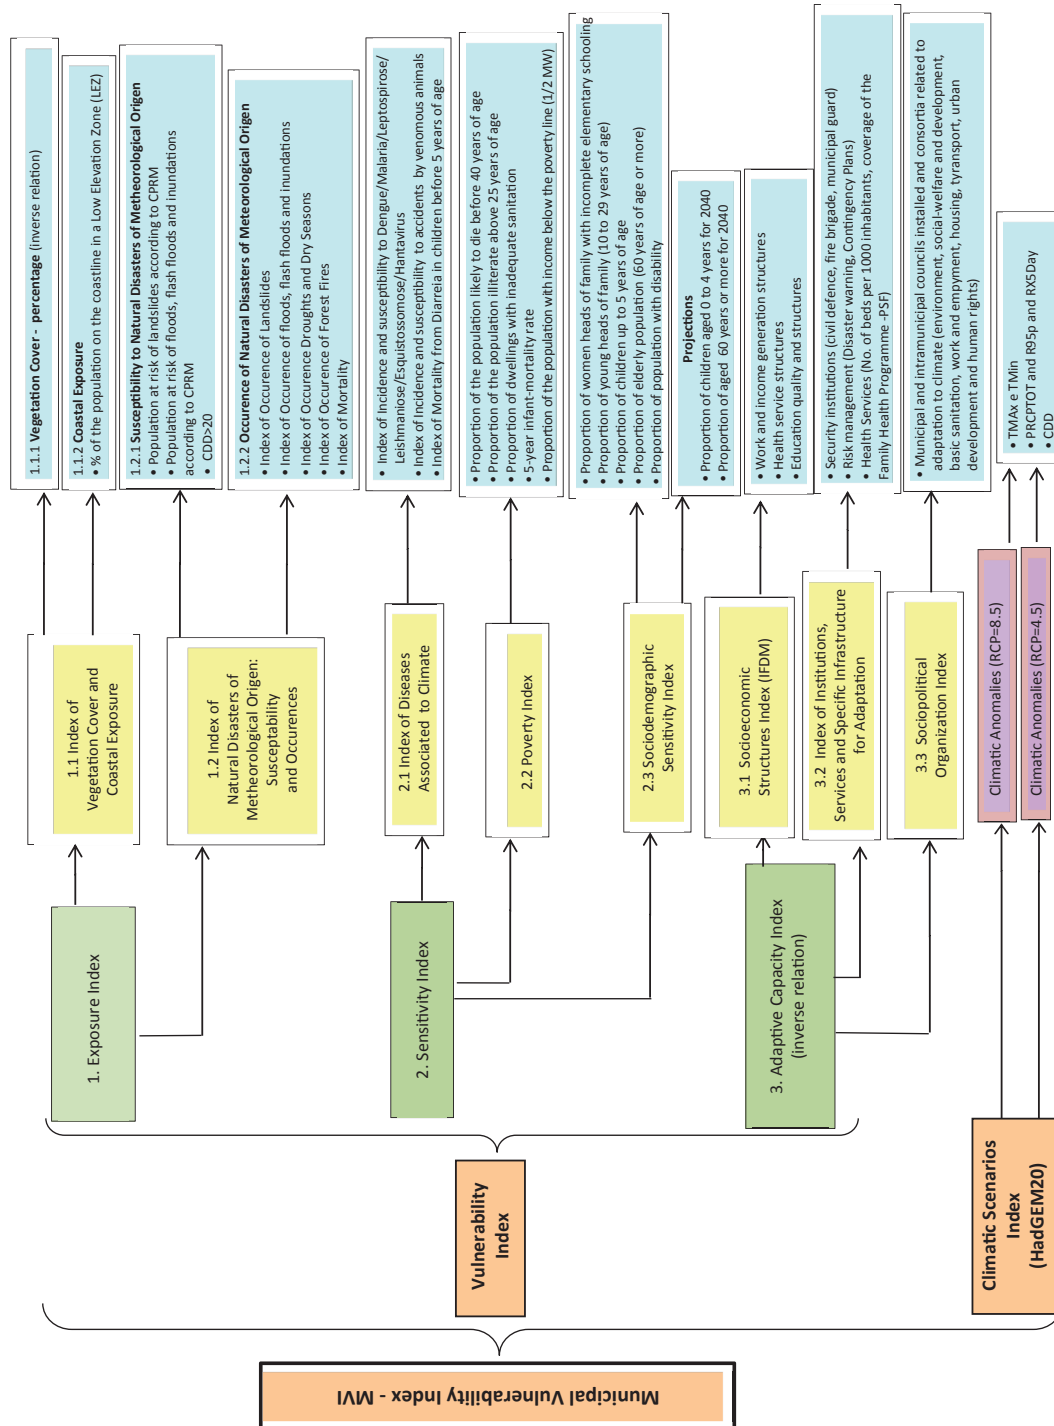 Municipal Vulnerability Index - MVI
Vulnerability
Index
Climatic Scenarios
Index
(HadGEM20)
1. Exposure Index
2. Sensitivity Index
3. Adaptive Capacity Index
(inverse relation)
1.1 Index of
Vegetation Cover and
Coastal Exposure
1.2 Index of
Natural Disasters of
Metheorological Origen:
Susceptability
and Occurences
2.1 Index of Diseases
Associated to Climate
2.2 Poverty Index
2.3 Sociodemographic
Sensitivity Index
3.1 Socioeconomic
Structures Index (IFDM)
3.2 Index of Institutions,
Services and Specific Infrastructure
for Adaptation
3.3 Sociopolitical
Organization Index
Climatic Anomalies (RCP=8.5)
Climatic Anomalies (RCP=4.5)
1.1.1 Vegetation Cover - percentage (inverse relation)
1.1.2 Coastal Exposure
• % of the population on the coastline in a Low Elevation Zone (LEZ)
1.2.1 Susceptibility to Natural Disasters of Metheorological Origen
• Population at risk of landslides according to CPRM
• Population at risk of floods, flash floods and inundations
according to CPRM
• CDD>20
1.2.2 Occurence of Natural Disasters of Meteorological Origen
• Index of Occurence of Landslides
• Index of Occurence of floods, flash floods and inundations
• Index of Occurence Droughts and Dry Seasons
• Index of Occurence of Forest Fires
• Index of Mortality
• Index of Incidence and susceptibility to Dengue/Malaria/Leptospirose/
Leishmaniose/Esquistossomose/Hantavirus
• Index of Incidence and susceptibility to accidents by venomous animals
• Index of Mortality from Diarreia in children before 5 years of age
• Proportion of the population likely to die before 40 years of age
• Proportion of the population illiterate above 25 years of age
• Proportion of dwellings with inadequate sanitation
• 5-year infant-mortality rate
• Proportion of the population with income below the poverty line (1/2 MW)
• Proportion of women heads of family with incomplete elementary schooling
• Proportion of young heads of family (10 to 29 years of age)
• Proportion of children up to 5 years of age
• Proportion of elderly population (60 years of age or more)
• Proportion of population with disability
Projections
• Proportion of children aged 0 to 4 years for 2040
• Proportion of aged 60 years or more for 2040
• Work and income generation structures
• Health service structures
• Education quality and structures
• Security institutions (civil defence, fire brigade, municipal guard)
• Risk management (Disaster warning, Contingency Plans)
• Health Services (No. of beds per 1000 inhabitants, coverage of the
Family Health Programme -PSF)
• Municipal and intramunicipal councils installed and consortia related to
adaptation to climate (environment, social-welfare and development,
basic sanitation, work and empyment, housing, tyransport, urban
development and human rights)
• TMAx e TMin
• PRCPTOT and R95p and RX5Day
• CDD